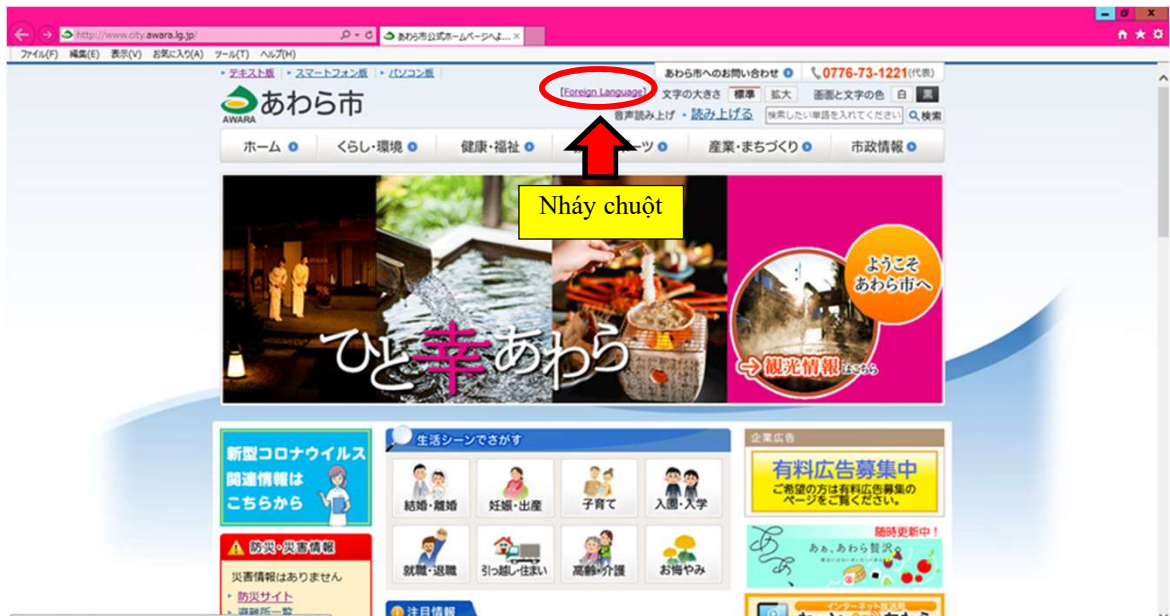 http://www.city.awara.lg.jp/
あわら市公式ホームページへよ...
ファイル(F) 編集(E) 表示(V) お気に入り(A) ツール(T) ヘルプ(H)
テキスト版 スマートフォン版 パソコン版
あわら市へのお問い合わせ 0776-73-1221(代表)
[Foreign Language] 文字の大きさ 標準 拡大 画面と文字の色 白 黒
AWARA あわら市
音声読み上げ 読み上げる 検索したい単語を入れてください 検索
ホーム くらし・環境 健康・福祉 ーツ 産業・まちづくり 市政情報
Nháy chuột
ようこそ
あわら市へ
ひと幸あわら
観光情報はこちら
新型コロナウイルス
関連情報は
こちらから
防災・災害情報
災害情報はありません
防災サイト
避難所一覧
生活シーンでさがす
結婚・離婚 妊娠・出産 子育て 入園・入学
就職・退職 引っ越し・住まい 高齢・介護 お悔やみ
注目情報
企業広告
有料広告募集中
ご希望の方は有料広告募集の
ページをご覧ください。
随時更新中!
あぁ、あわら贅沢。
インターネット放送局